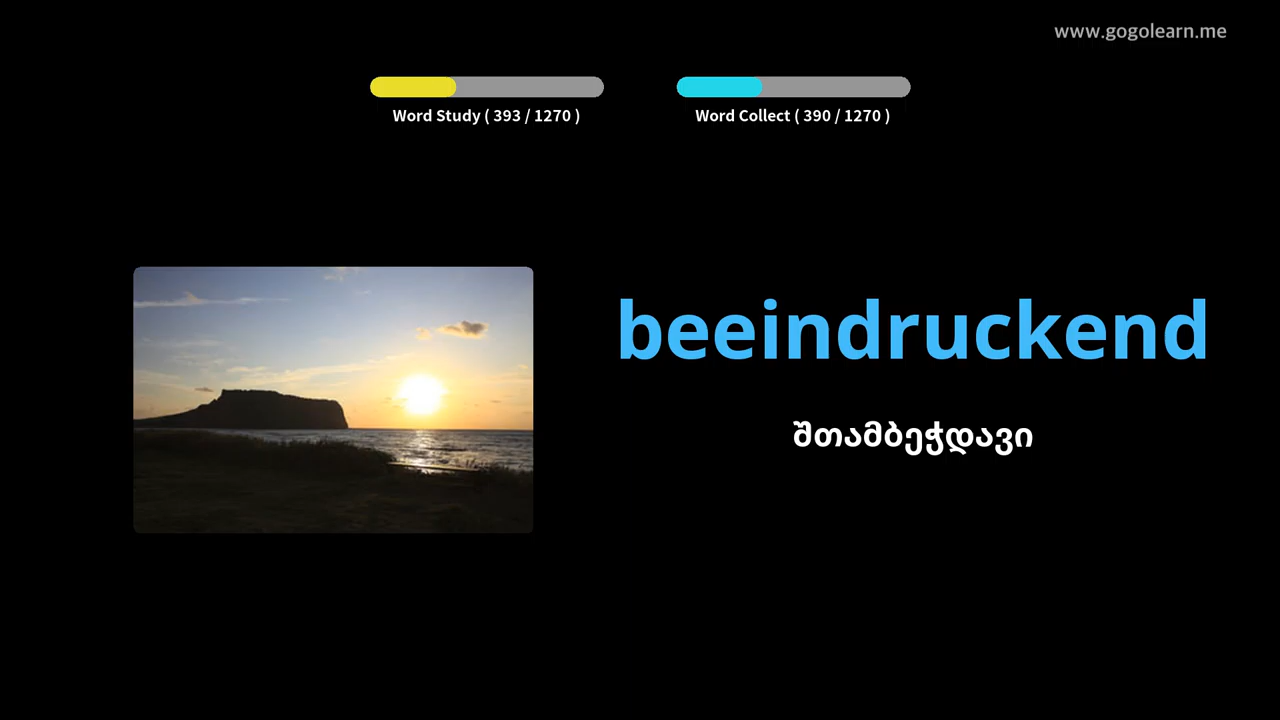 www.gogolearn.me
Word Study ( 393 / 1270 )
Word Collect ( 390 / 1270 )
beeindruckend
შთამბეჭდავი